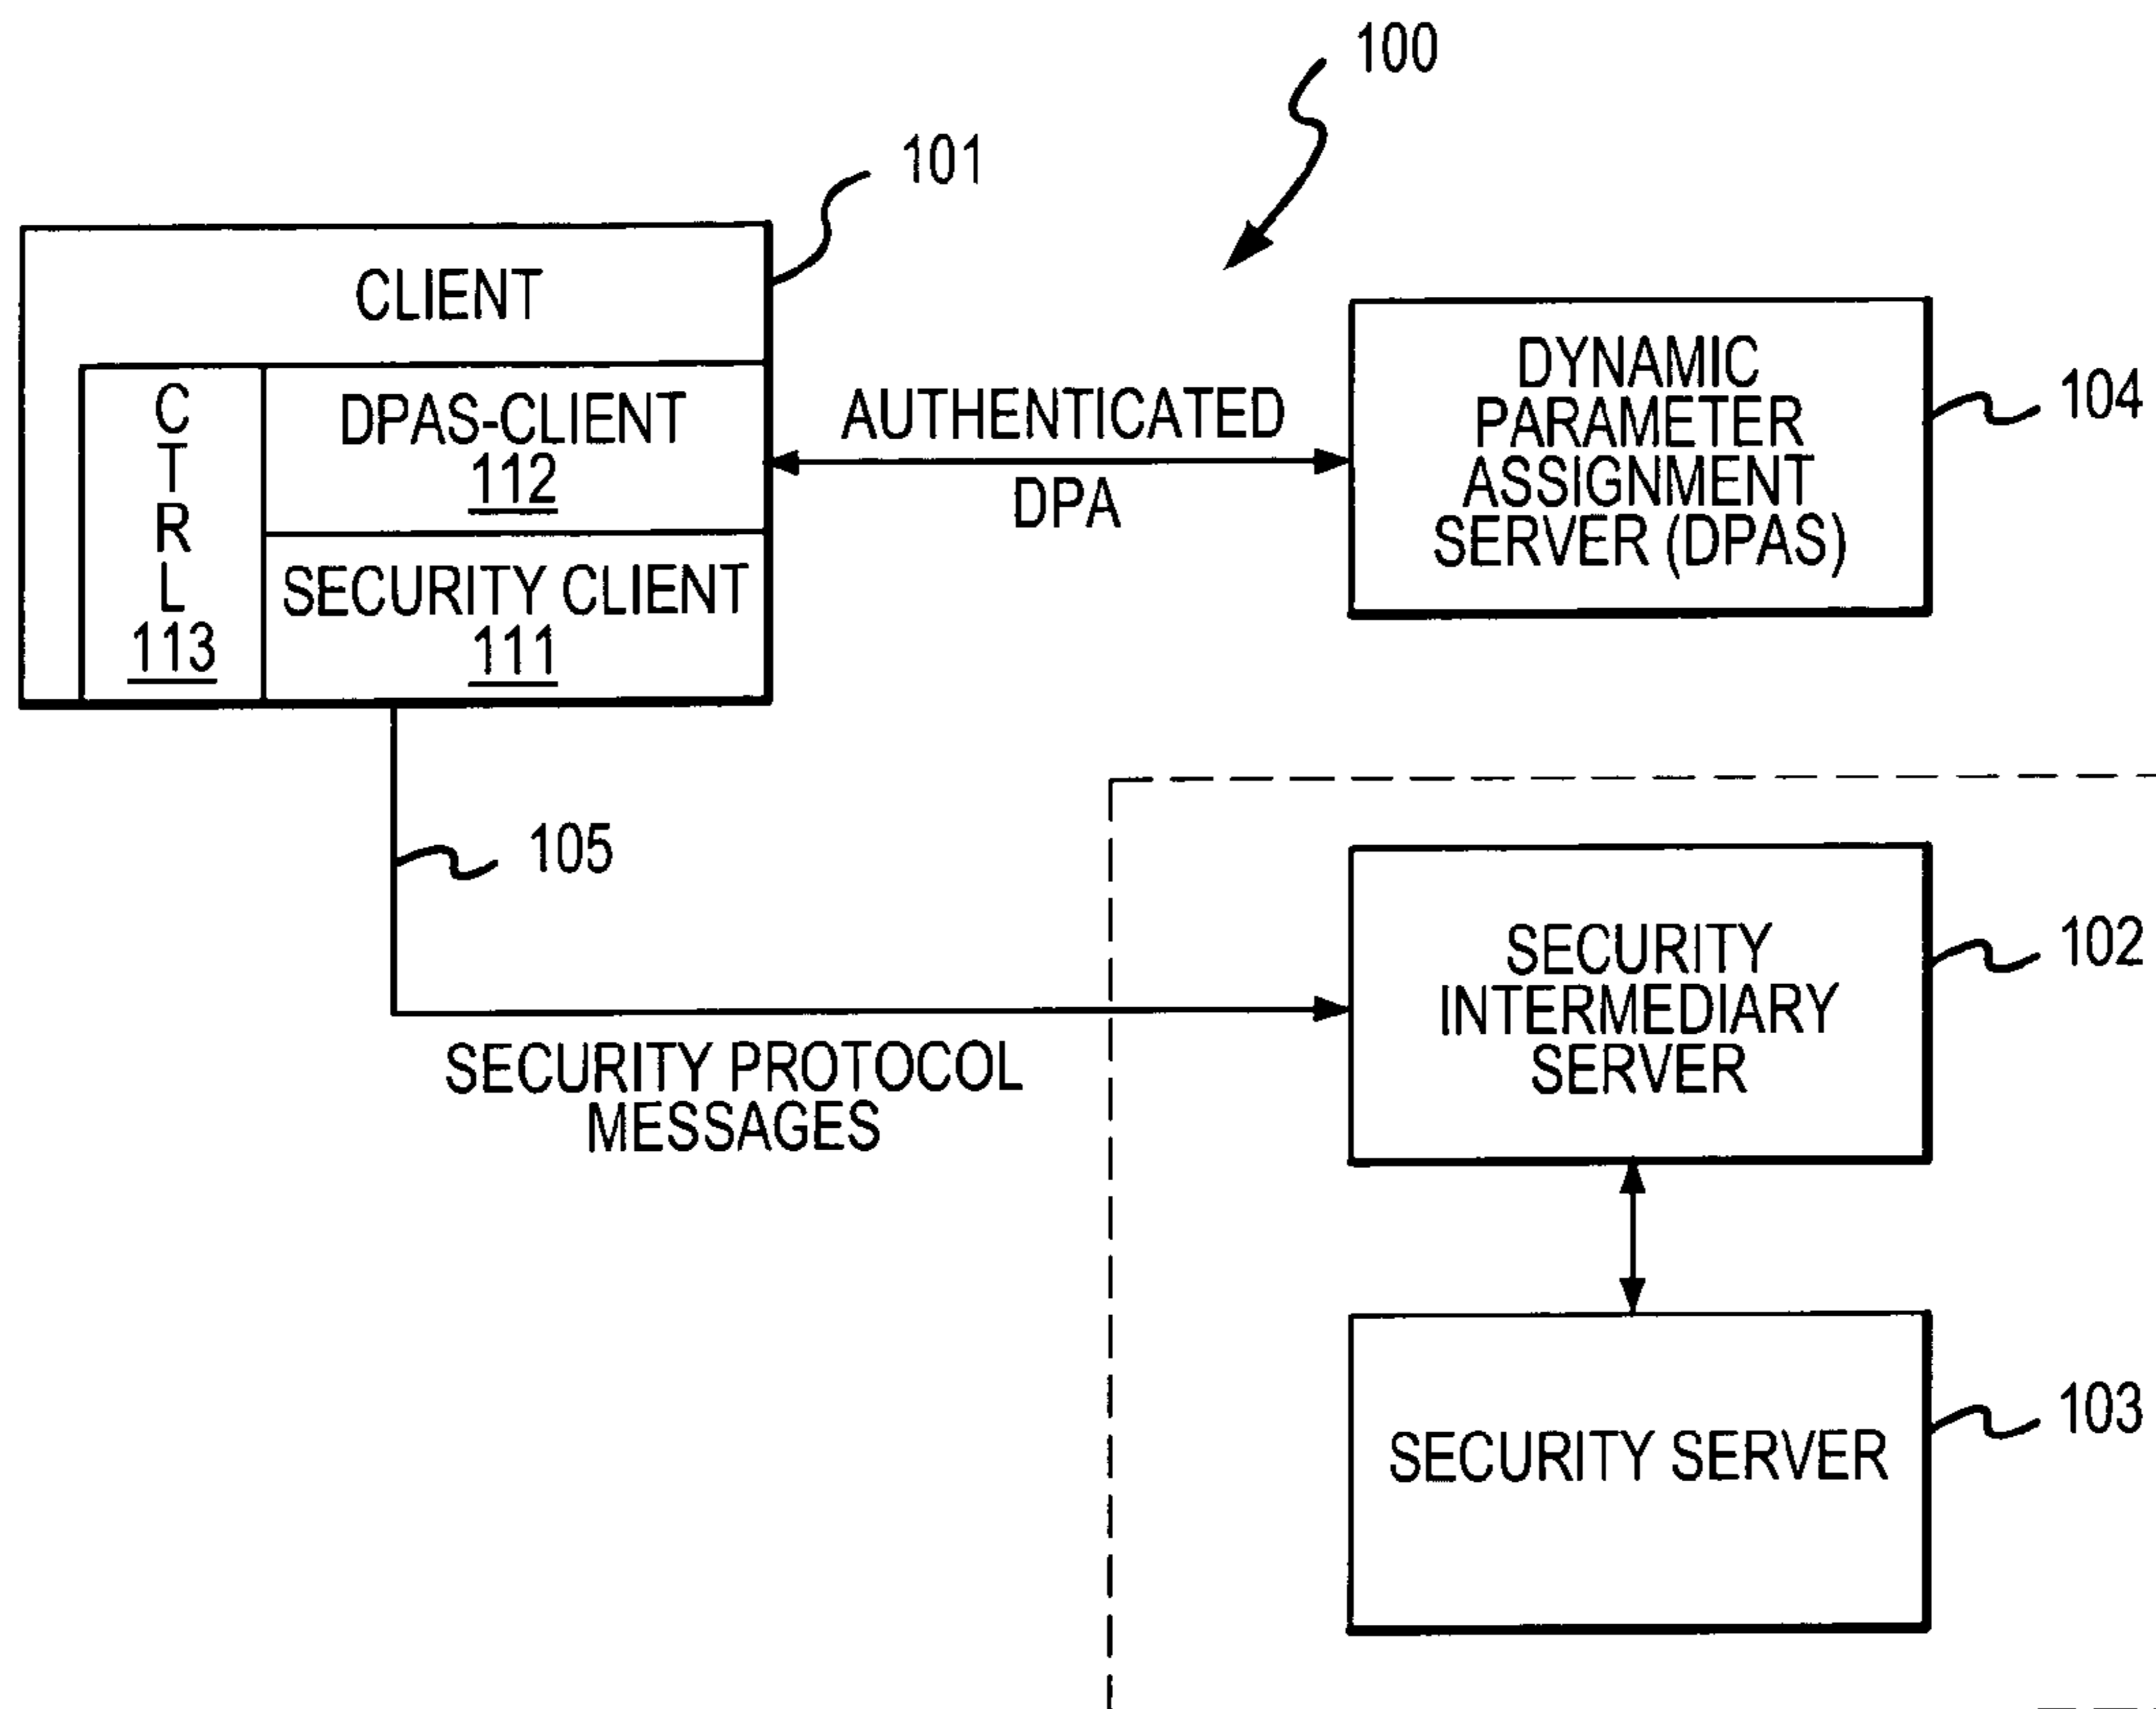 100
101
CLIENT
C
T
R
L
113
DPAS-CLIENT
112
SECURITY CLIENT
111
AUTHENTICATED
DPA
DYNAMIC
PARAMETER
ASSIGNMENT
SERVER (DPAS)
104
105
SECURITY PROTOCOL
MESSAGES
SECURITY
INTERMEDIARY
SERVER
102
SECURITY SERVER
103